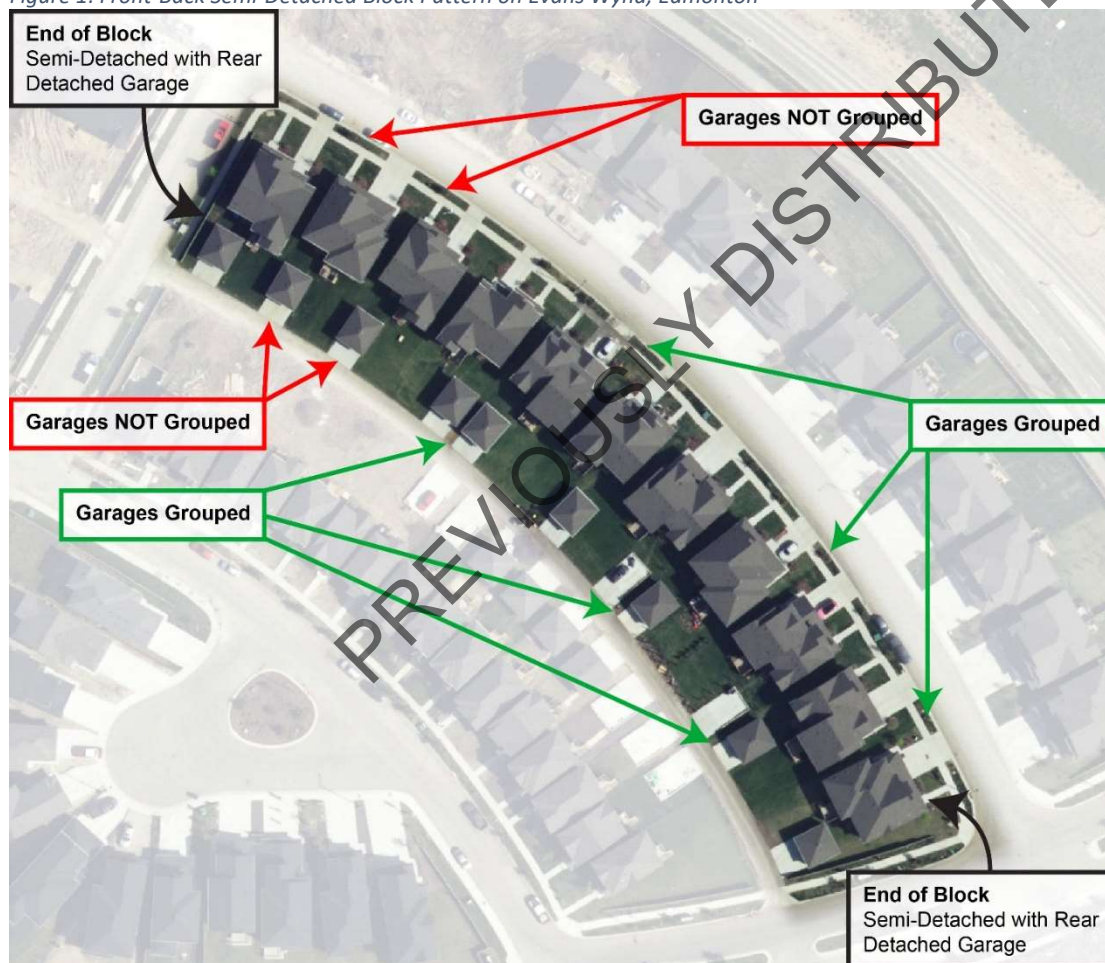 Figure 1: Front-Back Semi-Detached Block Pattern on Evans Wynd, Edmonton
End of Block
Semi-Detached with Rear
Detached Garage
Garages NOT Grouped
Garages NOT Grouped
Garages Grouped
Garages Grouped
End of Block
Semi-Detached with Rear
Detached Garage
PREVIOUSLY DISTRIBUTE